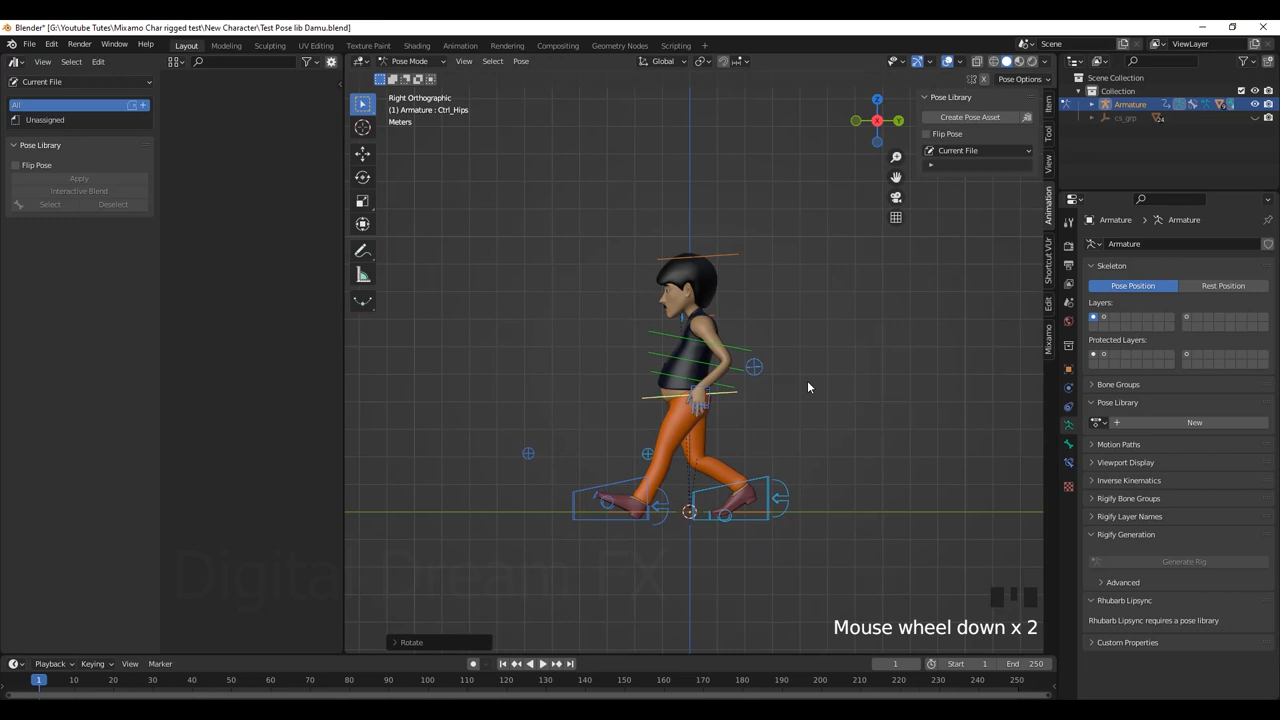 Blender* [G:\Youtube Tutes\Mixamo Char rigged test\New Character\Test Pose lib Damu.blend]
File Edit Render Window Help Layout Modeling Sculpting UV Editing Texture Paint Shading Animation Rendering Compositing Geometry Nodes Scripting + Scene ViewLayer
View Select Edit Pose Mode View Select Pose Global Pose Options
Current File
All
Unassigned
Pose Library
Flip Pose
Apply
Interactive Blend
Select Deselect
Right Orthographic
(1) Armature : Ctrl_Hips
Meters
Z
X
Y
Pose Library
Create Pose Asset
Flip Pose
Current File
Item
Tool
View
Animation
Shortcut VUr
Edit
Mixamo
Scene Collection
Collection
Armature
cs_grp 24
Armature Armature
Armature
Skeleton
Pose Position Rest Position
Layers:
Protected Layers:
Bone Groups
Pose Library
New
Motion Paths
Viewport Display
Inverse Kinematics
Rigify Bone Groups
Rigify Layer Names
Rigify Generation
Generate Rig
Advanced
Rhubarb Lipsync
Rhubarb Lipsync requires a pose library
Custom Properties
Digital Dream FX
Mouse wheel down x 2
Rotate
Playback Keying View Marker 1 Start 1 End 250
1 10 20 30 40 50 60 70 80 90 100 110 120 130 140 150 160 170 180 190 200 210 220 230 240 250